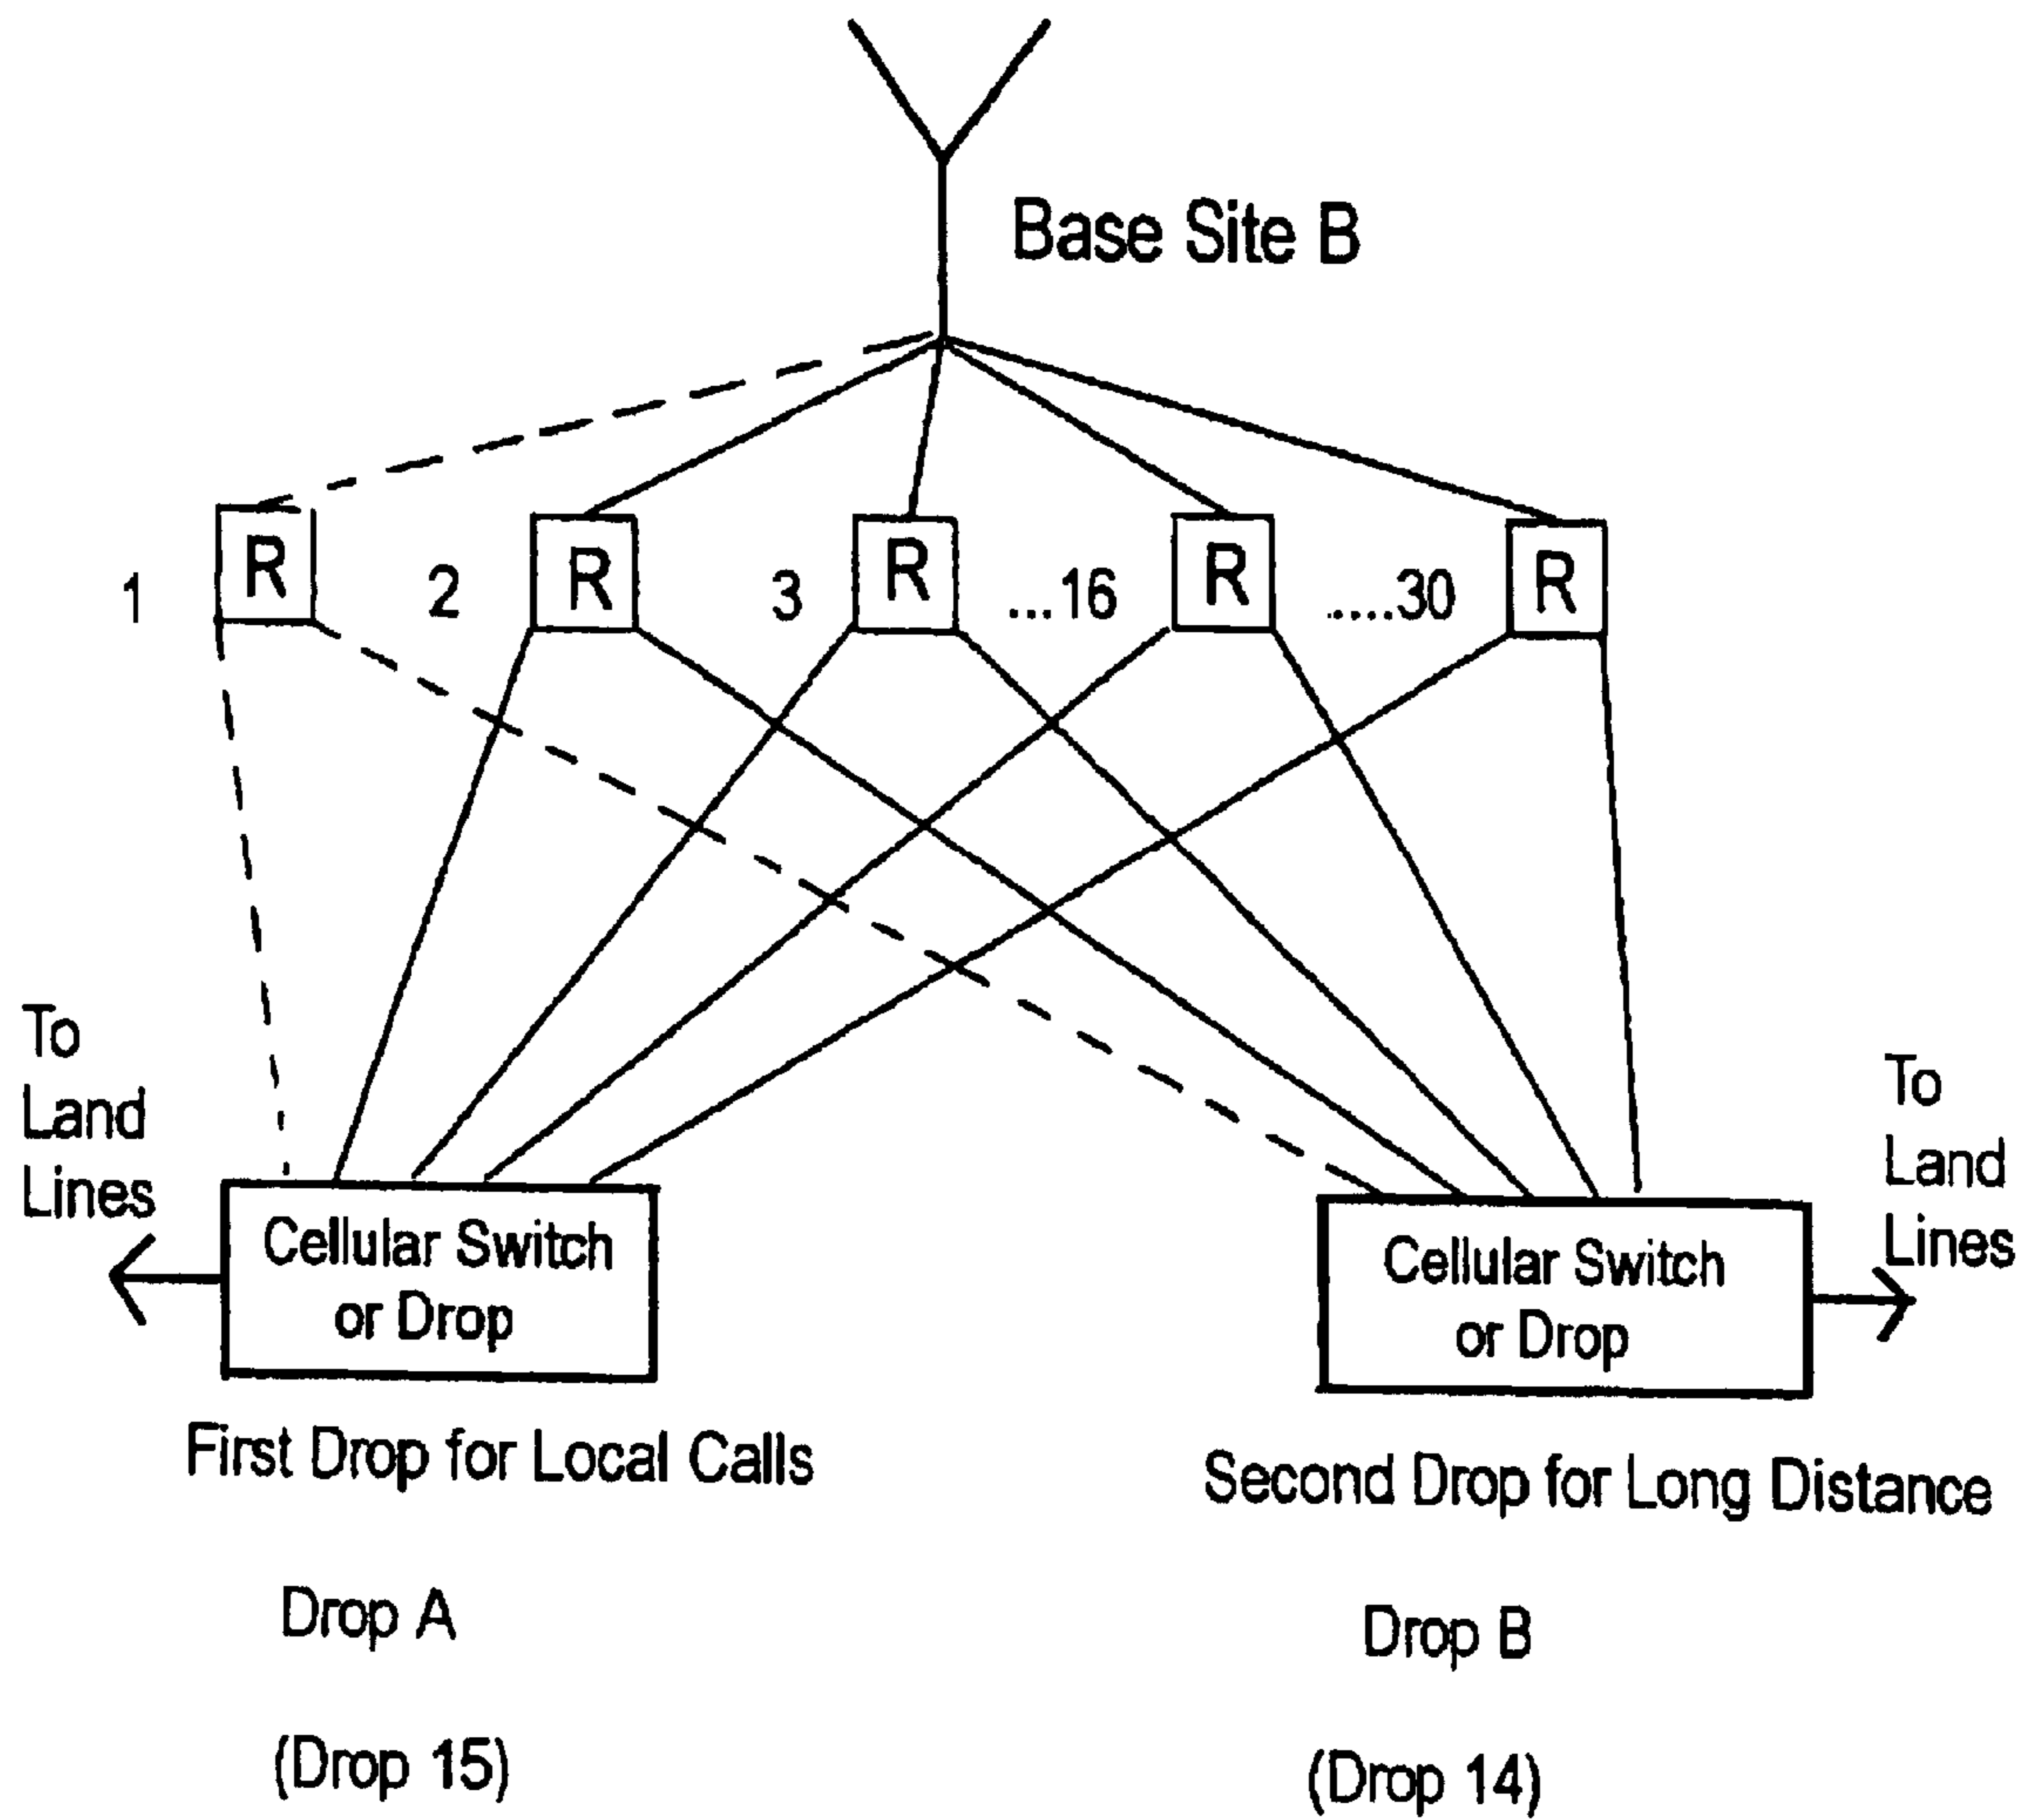 Base Site B
1 R 2 R 3 R ...16 R .....30 R
To
Land
Lines
To
Land
Lines
Cellular Switch
or Drop
Cellular Switch
or Drop
First Drop for Local Calls
Second Drop for Long Distance
Drop A
Drop B
(Drop 15)
(Drop 14)